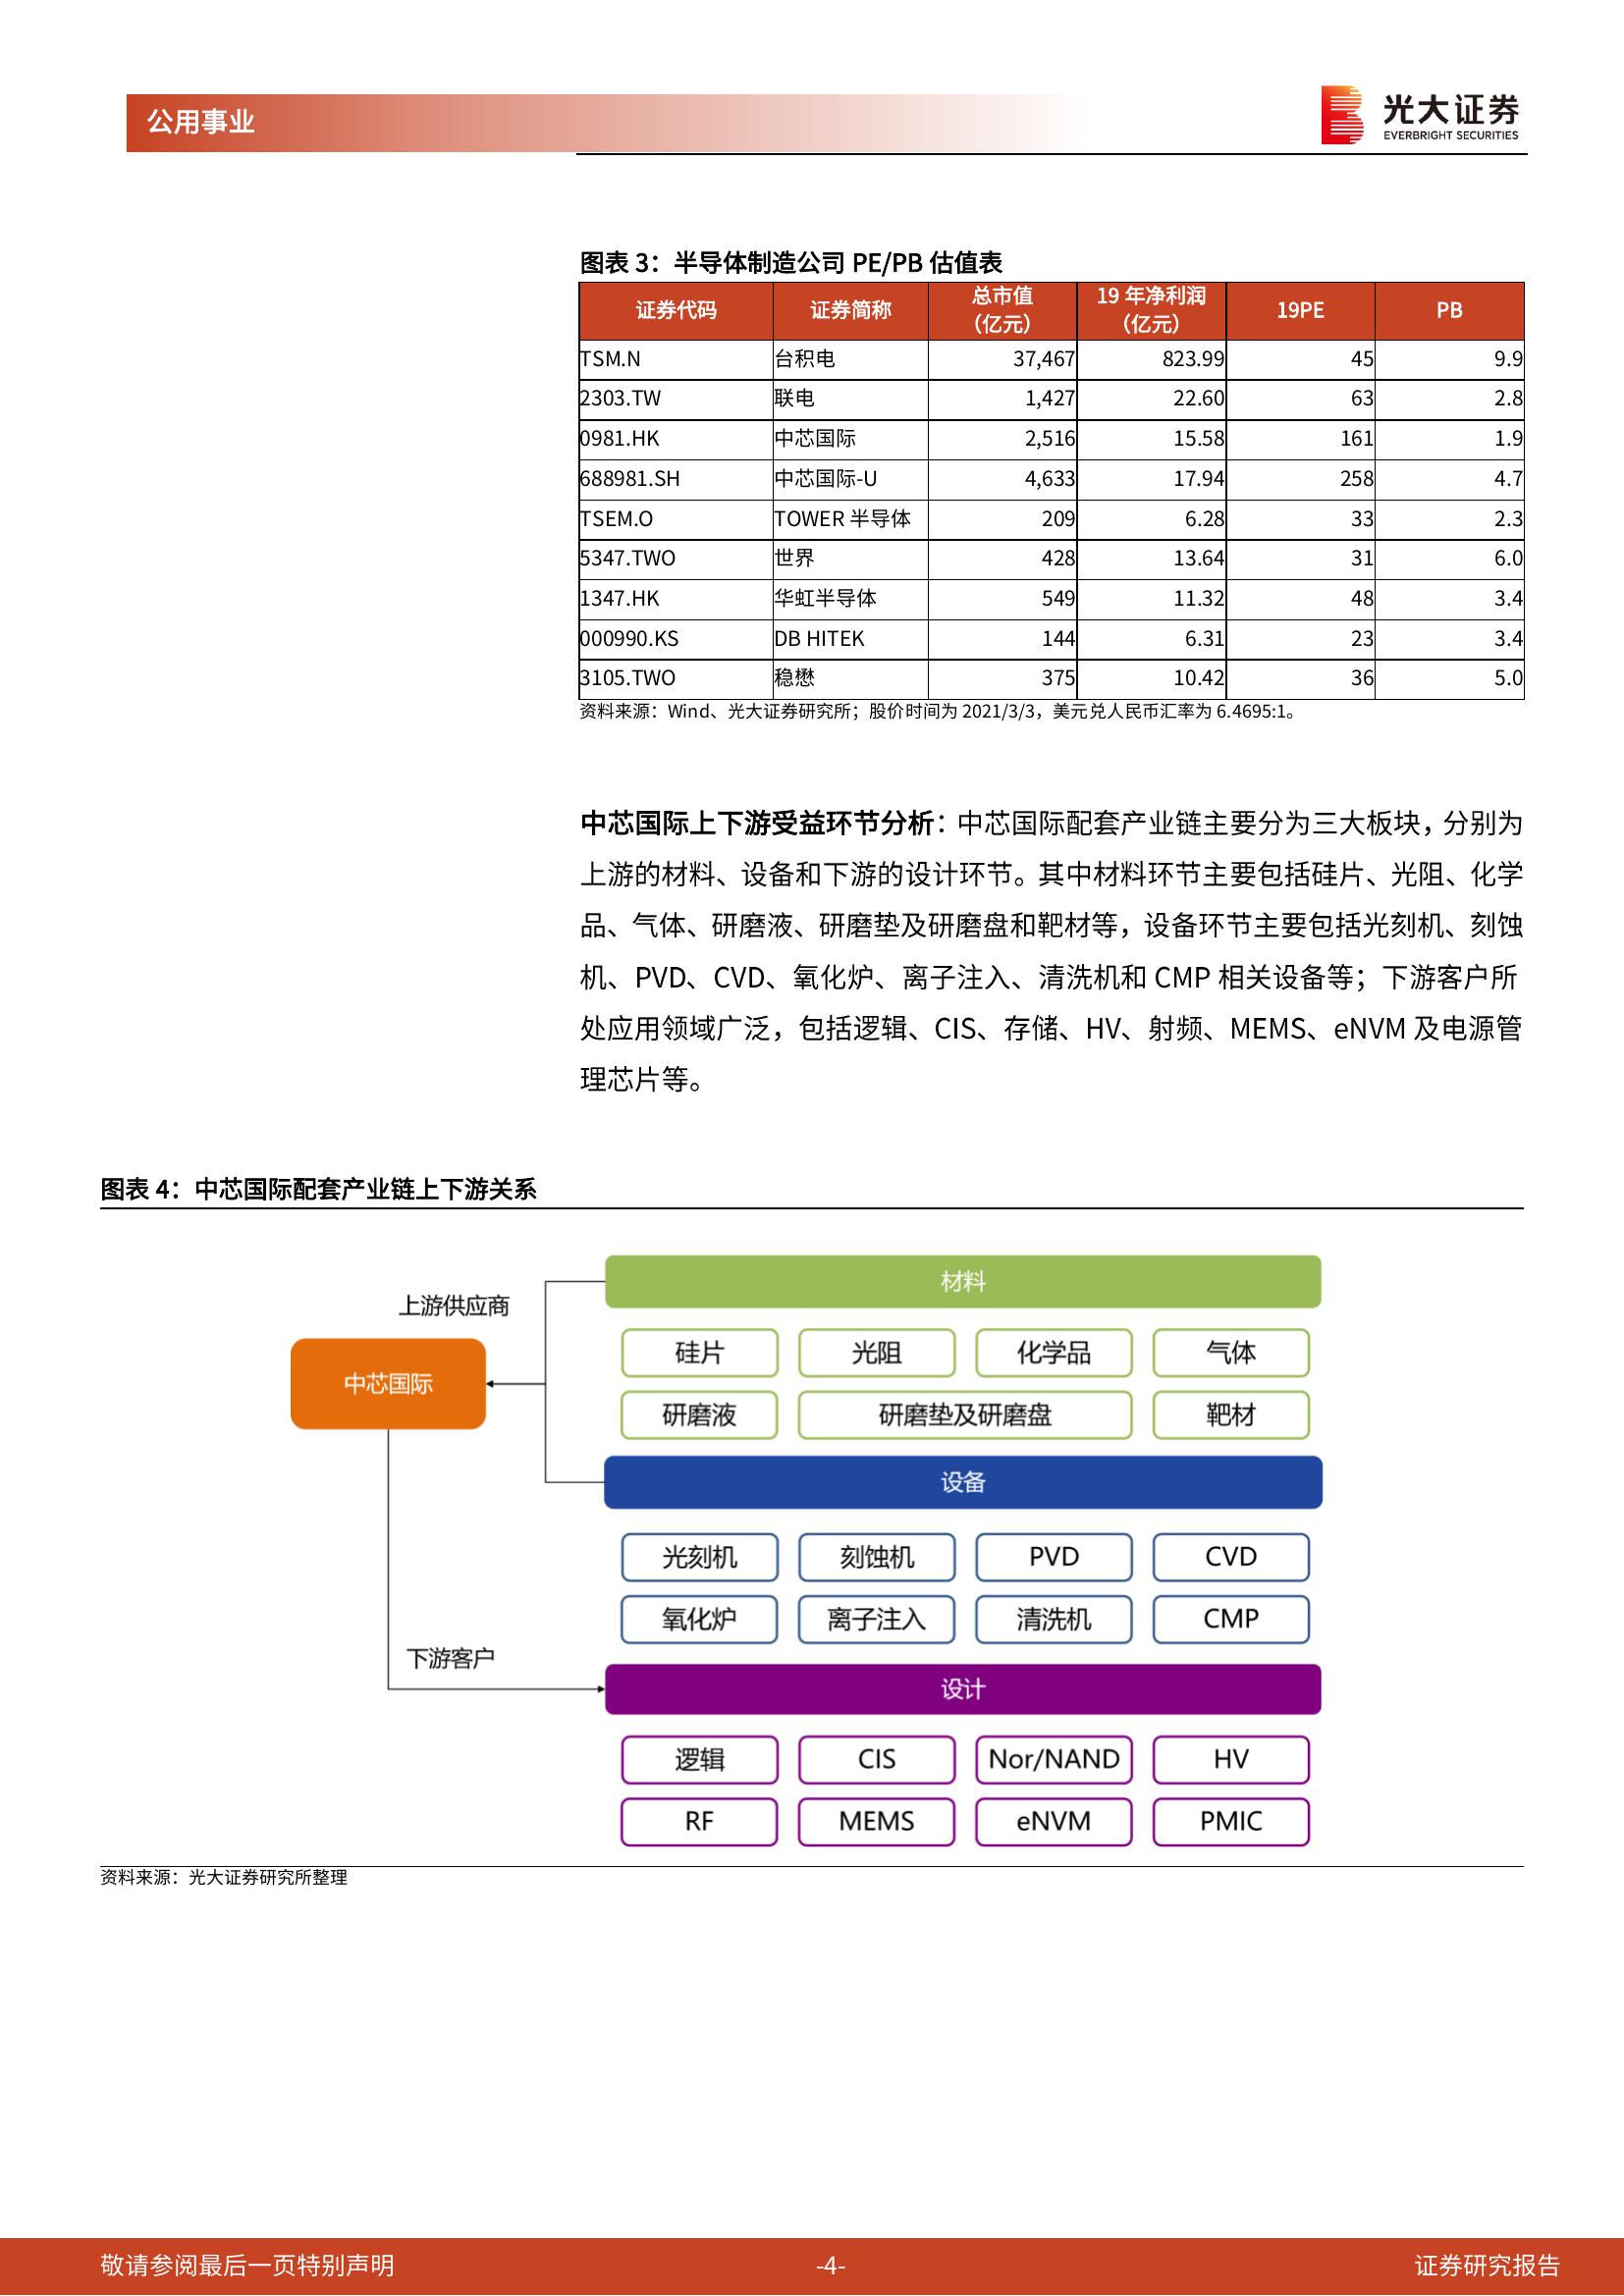 公用事业
光大证券
EVERBRIGHT SECURITIES
图表 3：半导体制造公司 PE/PB 估值表
证券代码 证券简称 总市值（亿元） 19 年净利润（亿元） 19PE PB
TSM.N 台积电 37,467 823.99 45 9.9
2303.TW 联电 1,427 22.60 63 2.8
0981.HK 中芯国际 2,516 15.58 161 1.9
688981.SH 中芯国际-U 4,633 17.94 258 4.7
TSEM.O TOWER 半导体 209 6.28 33 2.3
5347.TWO 世界 428 13.64 31 6.0
1347.HK 华虹半导体 549 11.32 48 3.4
000990.KS DB HITEK 144 6.31 23 3.4
3105.TWO 稳懋 375 10.42 36 5.0
资料来源：Wind、光大证券研究所；股价时间为 2021/3/3，美元兑人民币汇率为 6.4695:1。
中芯国际上下游受益环节分析：中芯国际配套产业链主要分为三大板块，分别为
上游的材料、设备和下游的设计环节。其中材料环节主要包括硅片、光阻、化学
品、气体、研磨液、研磨垫及研磨盘和靶材等，设备环节主要包括光刻机、刻蚀
机、PVD、CVD、氧化炉、离子注入、清洗机和 CMP 相关设备等；下游客户所
处应用领域广泛，包括逻辑、CIS、存储、HV、射频、MEMS、eNVM 及电源管
理芯片等。
图表 4：中芯国际配套产业链上下游关系
材料
上游供应商
硅片 光阻 化学品 气体
中芯国际
研磨液 研磨垫及研磨盘 靶材
设备
光刻机 刻蚀机 PVD CVD
氧化炉 离子注入 清洗机 CMP
下游客户
设计
逻辑 CIS Nor/NAND HV
RF MEMS eNVM PMIC
资料来源：光大证券研究所整理
敬请参阅最后一页特别声明 -4- 证券研究报告